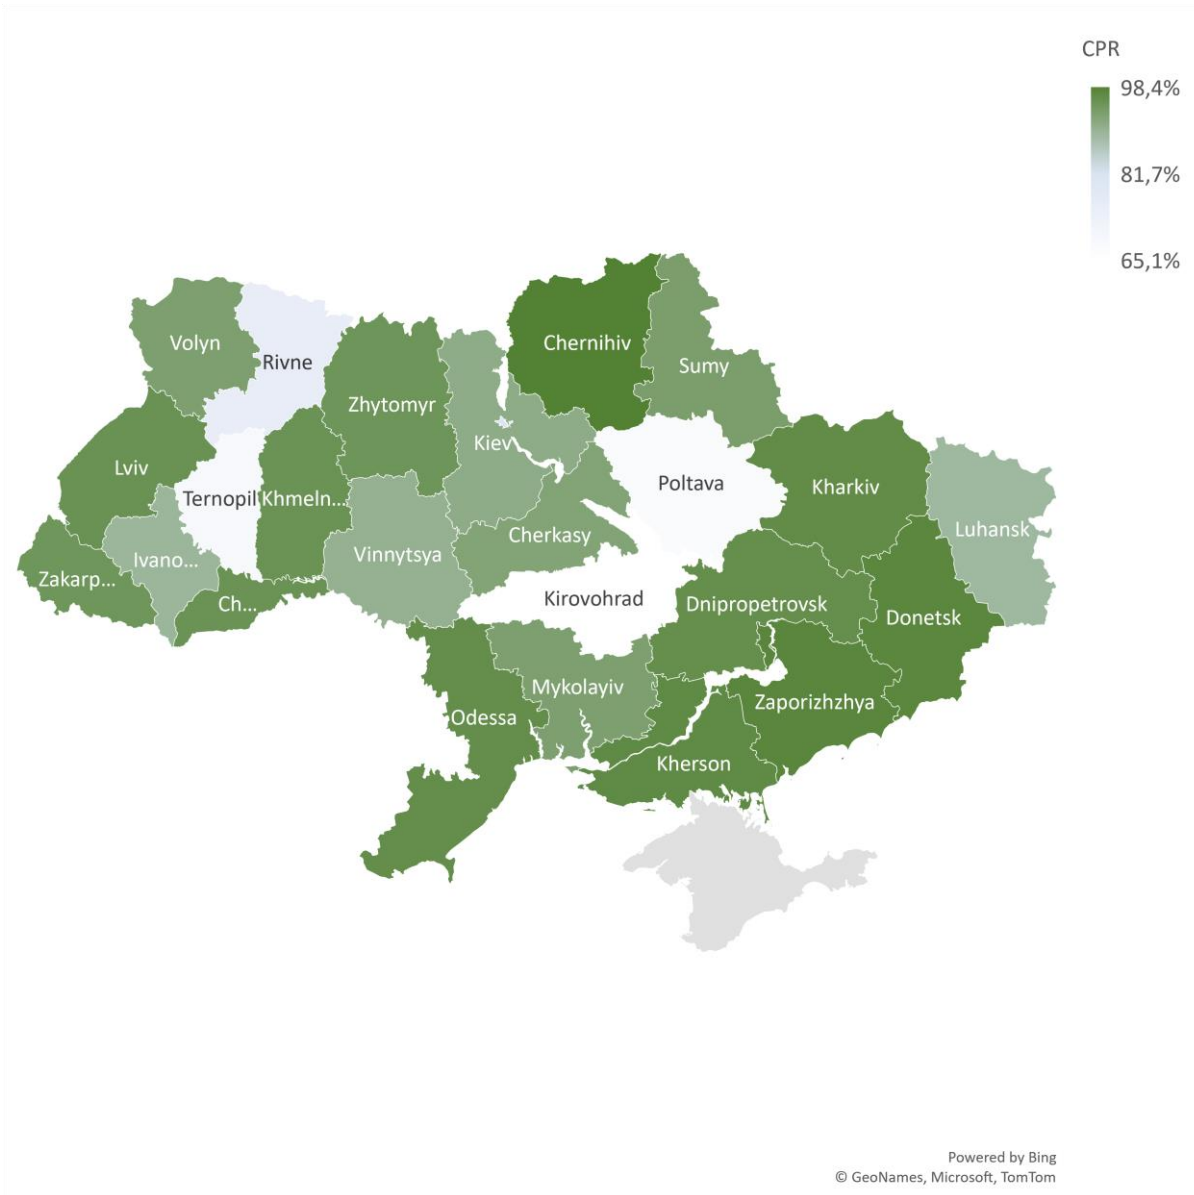 CPR
98,4%
81,7%
65,1%
Chernihiv
Volyn
Rivne
Sumy
Zhytomyr
Kiev
Lviv
Poltava
Kharkiv
Ternopil
Khmeln...
Luhansk
Cherkasy
Vinnytsya
Ivano...
Zakarp...
Ch...
Kirovohrad
Dnipropetrovsk
Donetsk
Mykolayiv
Zaporizhzhya
Odessa
Kherson
Powered by Bing
© GeoNames, Microsoft, TomTom